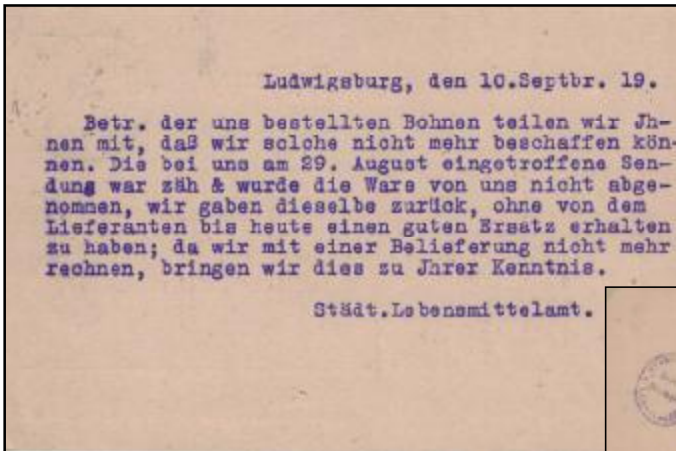 Ludwigsburg, den 10.Septbr. 19.
Betr. der uns bestellten Bohnen teilen wir Jh-
nen mit, daß wir solche nicht mehr beschaffen kön-
nen. Die bei uns am 29. August eingetroffene Sen-
dung war zäh & wurde die Ware von uns nicht abge-
nommen, wir gaben dieselbe zurück, ohne von dem
Lieferanten bis heute einen guten Ersatz erhalten
zu haben; da wir mit einer Belieferung nicht mehr
rechnen, bringen wir dies zu Jhrer Kenntnis.
Städt.Lebensmittelamt.